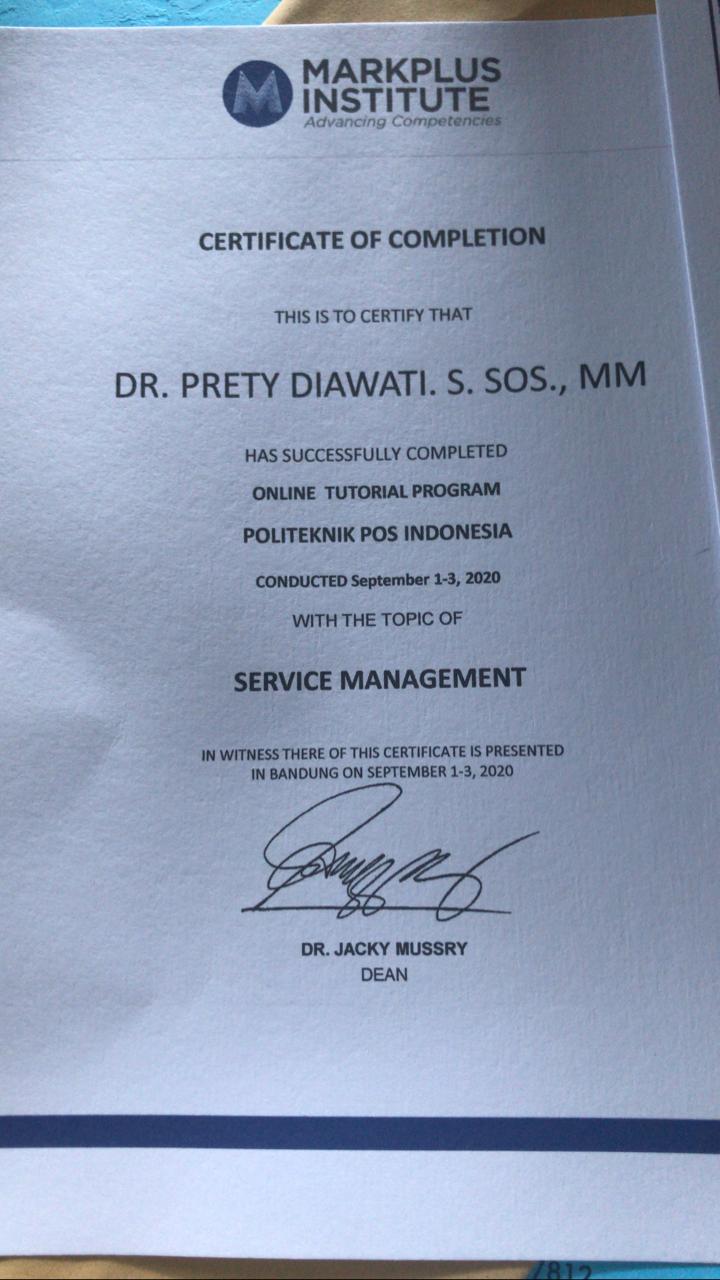 MARKPLUS
INSTITUTE
Advancing Competencies
CERTIFICATE OF COMPLETION
THIS IS TO CERTIFY THAT
DR. PRETY DIAWATI. S. SOS., MM
HAS SUCCESSFULLY COMPLETED
ONLINE TUTORIAL PROGRAM
POLITEKNIK POS INDONESIA
CONDUCTED September 1-3, 2020
WITH THE TOPIC OF
SERVICE MANAGEMENT
IN WITNESS THERE OF THIS CERTIFICATE IS PRESENTED
IN BANDUNG ON SEPTEMBER 1-3, 2020
DR. JACKY MUSSRY
DEAN